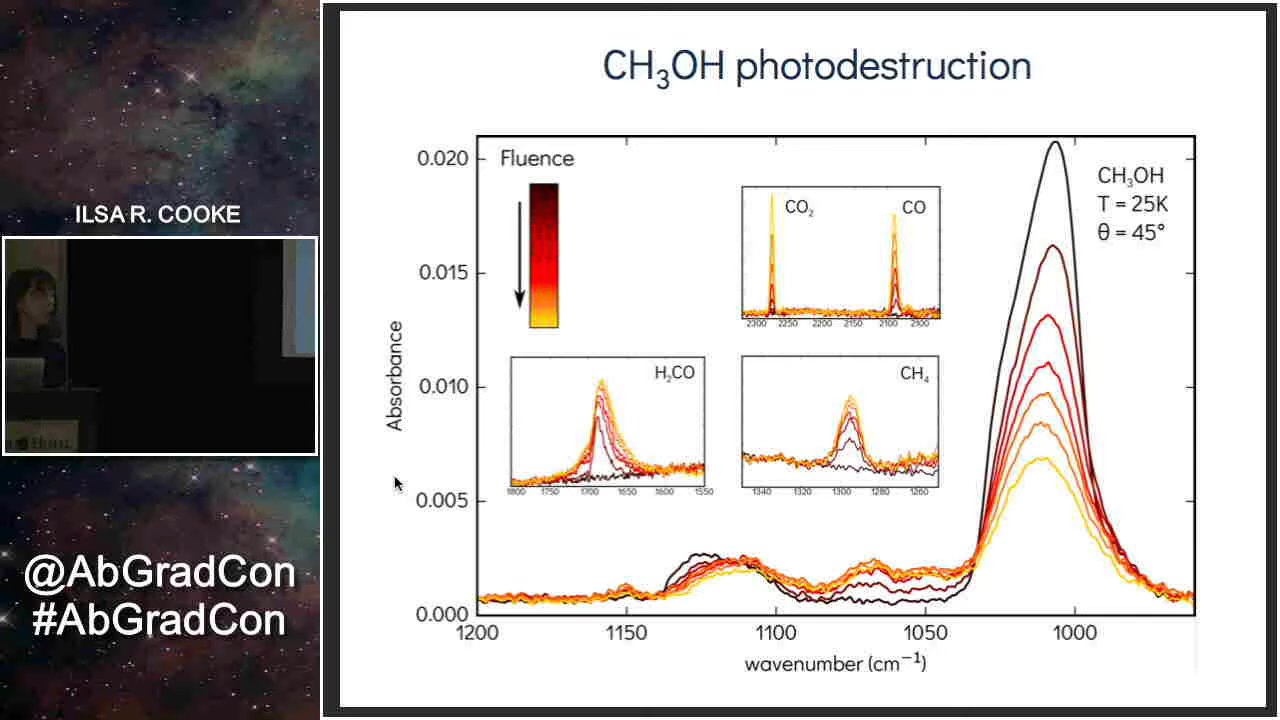 ILSA R. COOKE
@AbGradCon
#AbGradCon
CH₃OH photodestruction
Fluence
CH₃OH
T = 25K
θ = 45°
CO₂
CO
2300 2250 2200 2150 2100
H₂CO
1800 1750 1700 1650 1600 1550
CH₄
1340 1320 1300 1280 1260
Absorbance
0.020
0.015
0.010
0.005
0.000
1200 1150 1100 1050 1000
wavenumber (cm⁻¹)